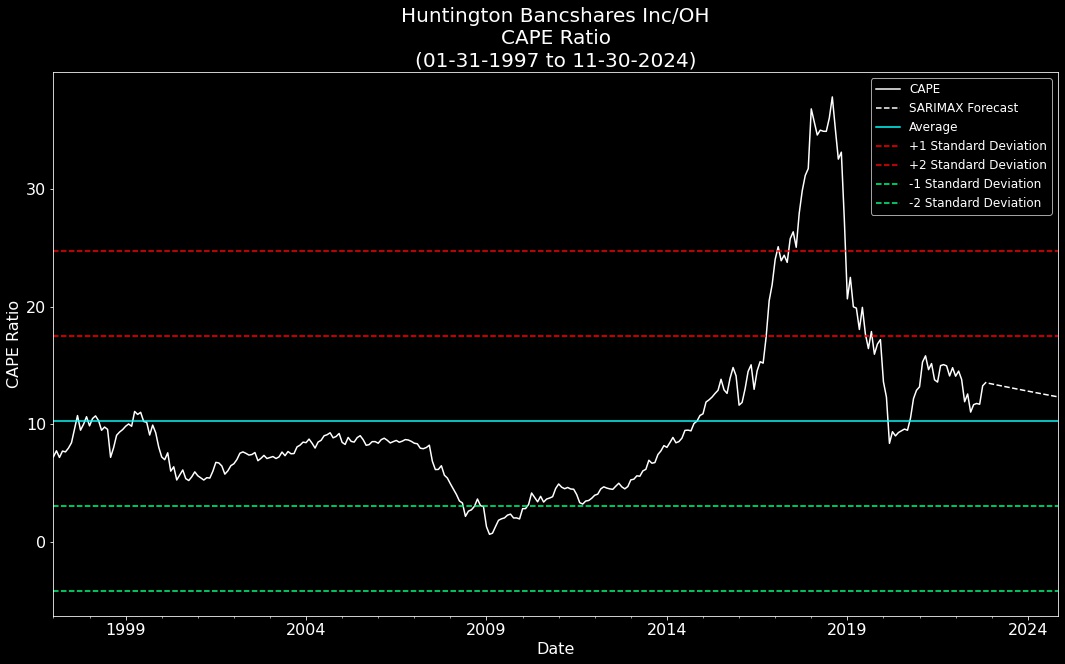 Huntington Bancshares Inc/OH
CAPE Ratio
(01-31-1997 to 11-30-2024)
CAPE
SARIMAX Forecast
Average
+1 Standard Deviation
+2 Standard Deviation
-1 Standard Deviation
-2 Standard Deviation
CAPE Ratio
30
20
10
0
1999
2004
2009
2014
2019
2024
Date